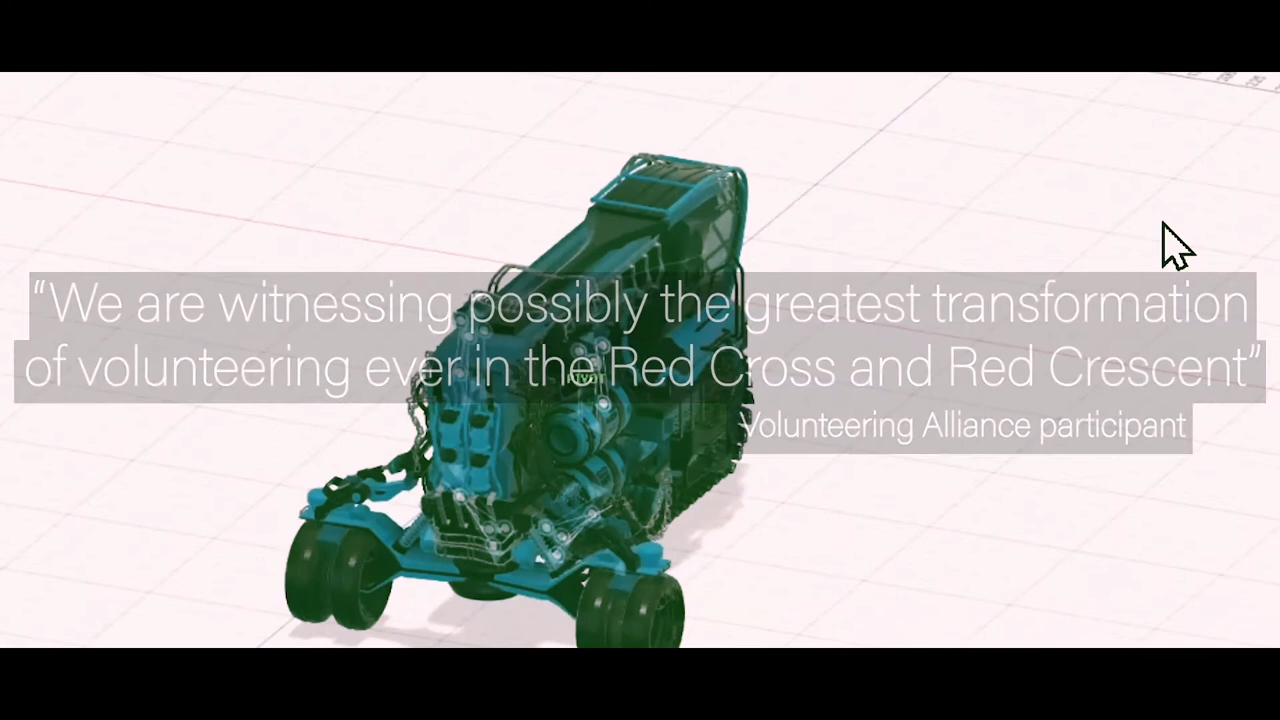 “We are witnessing possibly the greatest transformation
of volunteering ever in the Red Cross and Red Crescent”
Volunteering Alliance participant